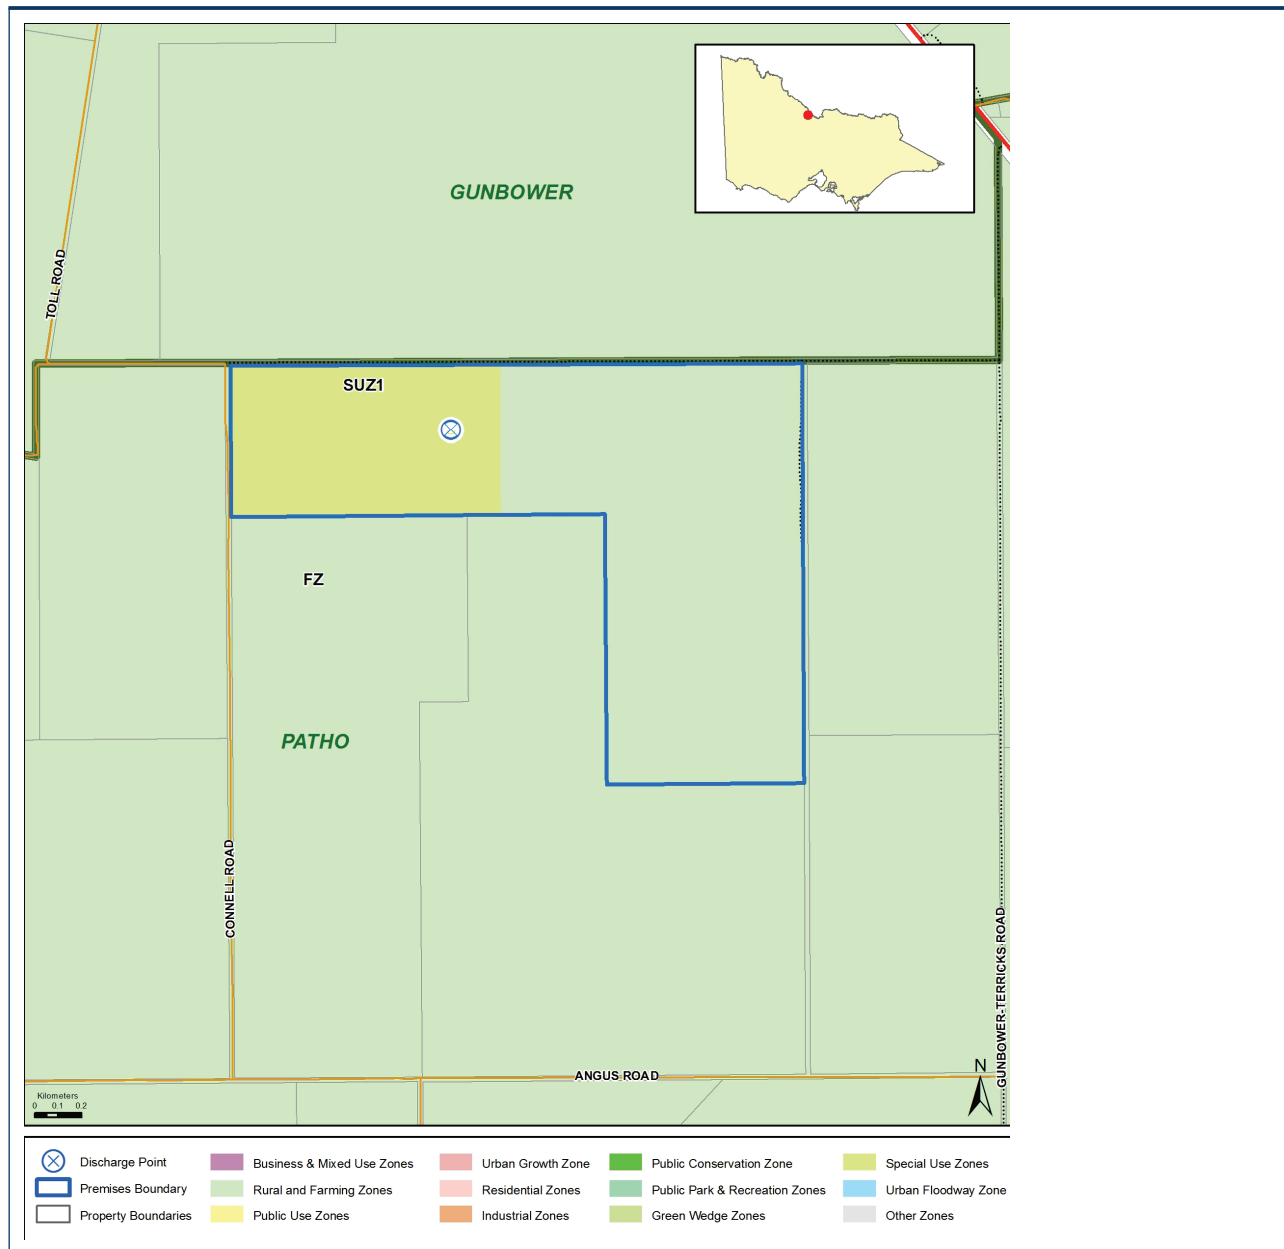 GUNBOWER
TOLL ROAD
SUZ1
FZ
PATHO
CONNELL ROAD
GUNBOWER-TERRICKS ROAD
ANGUS ROAD
N
Kilometers
0 0.1 0.2
Discharge Point
Premises Boundary
Property Boundaries
Business & Mixed Use Zones
Rural and Farming Zones
Public Use Zones
Urban Growth Zone
Residential Zones
Industrial Zones
Public Conservation Zone
Public Park & Recreation Zones
Green Wedge Zones
Special Use Zones
Urban Floodway Zone
Other Zones